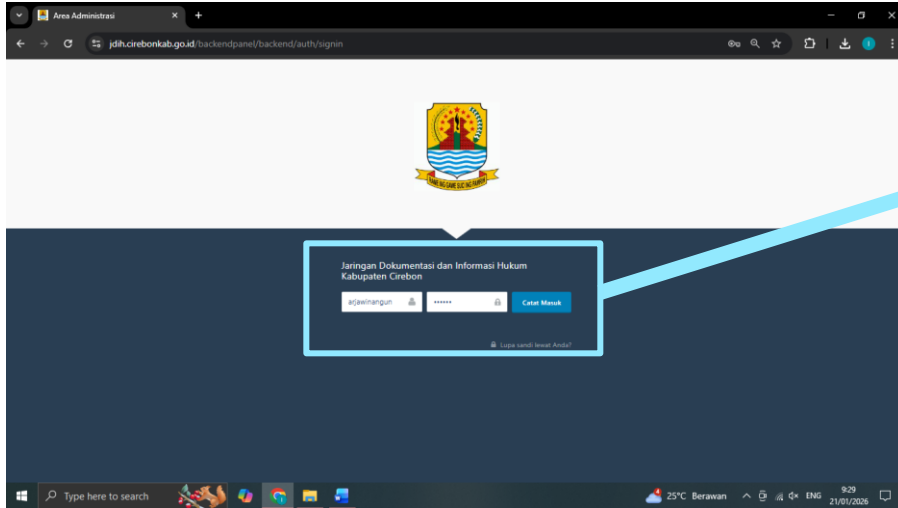 Area Administrasi
jdih.cirebonkab.go.id/backendpanel/backend/auth/signin
Jaringan Dokumentasi dan Informasi Hukum
Kabupaten Cirebon
arjawinangun
Catat Masuk
Lupa sandi lewat Anda?
Type here to search
25°C Berawan
ENG
9:29
21/01/2026